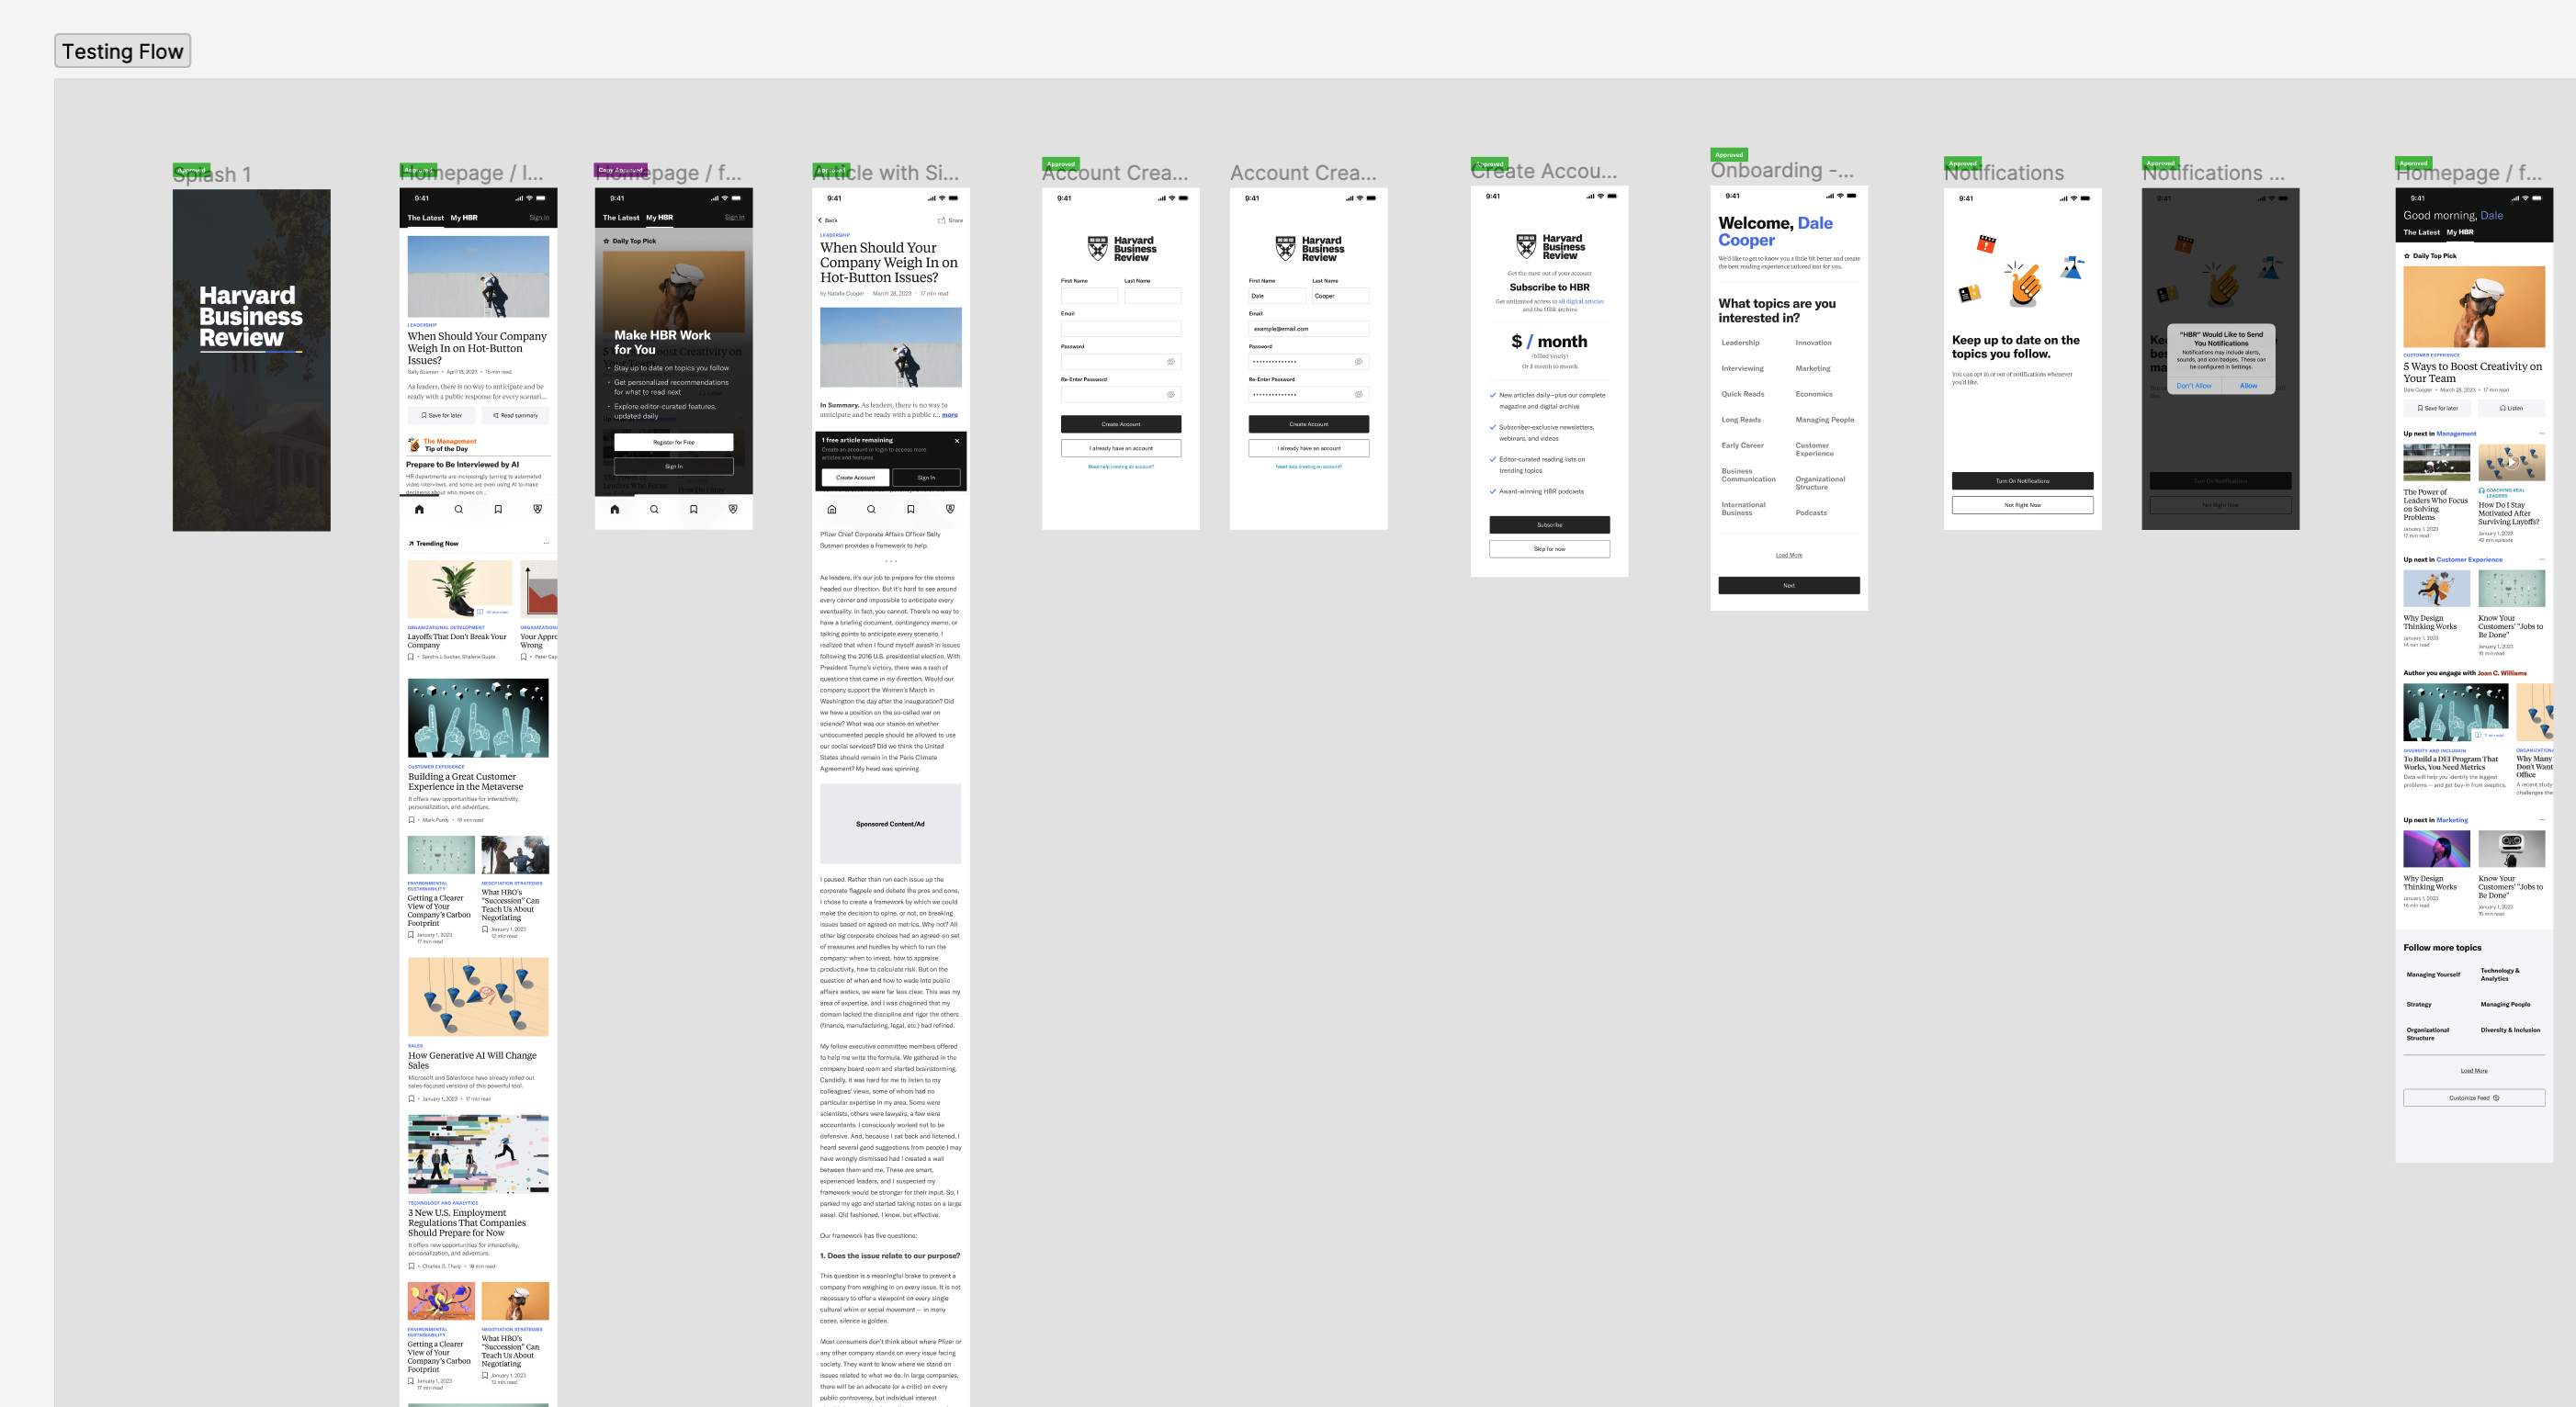 Testing Flow
Approved
Splash 1
Harvard
Business
Review
Approved
Homepage / l...
9:41
The Latest My HBR Sign In
LEADERSHIP
When Should Your Company
Weigh In on Hot-Button
Issues?
Sally Susman • April 18, 2023 • 15 min read
As leaders, there is no way to anticipate and be
ready with a public response for every scenari...
Save for later
Read summary
The Management
Tip of the Day
Prepare to Be Interviewed by AI
HR departments are increasingly turning to automated
video interviews, and some are even using AI to make
decisions about who moves on...
Trending Now
ORGANIZATIONAL DEVELOPMENT
Layoffs That Don't Break Your
Company
Sandra J. Sucher, Shalene Gupta
ORGANIZATIONA
Your Appro
Wrong
Peter Cap
CUSTOMER EXPERIENCE
Building a Great Customer
Experience in the Metaverse
It offers new opportunities for interactivity,
personalization, and adventure.
• Mark Purdy • 19 min read
ENVIRONMENTAL
SUSTAINABILITY
Getting a Clearer
View of Your
Company's Carbon
Footprint
January 1, 2023
17 min read
NEGOTIATION STRATEGIES
What HBO's
"Succession" Can
Teach Us About
Negotiating
January 1, 2023
12 min read
SALES
How Generative AI Will Change
Sales
Microsoft and Salesforce have already rolled out
sales-focused versions of this powerful tool.
• January 1, 2023 • 17 min read
TECHNOLOGY AND ANALYTICS
3 New U.S. Employment
Regulations That Companies
Should Prepare for Now
It offers new opportunities for interactivity,
personalization, and adventure.
• Charles G. Tharp • 19 min read
ENVIRONMENTAL
SUSTAINABILITY
Getting a Clearer
View of Your
Company's Carbon
Footprint
January 1, 2023
17 min read
NEGOTIATION STRATEGIES
What HBO's
"Succession" Can
Teach Us About
Negotiating
January 1, 2023
12 min read
Copy Approved
Homepage / f...
9:41
The Latest My HBR Sign In
Daily Top Pick
Make HBR Work
for You
• Stay up to date on topics you follow
• Get personalized recommendations
for what to read next
• Explore editor-curated features,
updated daily
Register for Free
Sign In
Approved
Article with Si...
9:41
Back
Share
LEADERSHIP
When Should Your
Company Weigh In on
Hot-Button Issues?
by Natalie Cooper • March 28, 2023 • 17 min read
In Summary. As leaders, there is no way to
anticipate and be ready with a public r... more
1 free article remaining
Create an account or login to access more
articles and features
Create Account
Sign In
Pfizer Chief Corporate Affairs Officer Sally
Susman provides a framework to help.
• • •
As leaders, it's our job to prepare for the storms
headed our direction. But it's hard to see around
every corner and impossible to anticipate every
eventuality. In fact, you cannot. There's no way to
have a briefing document, contingency memo, or
talking points to anticipate every scenario. I
realized that when I found myself awash in issues
following the 2016 U.S. presidential election. With
President Trump's victory, there was a rash of
questions that came in my direction. Would our
company support the Women's March in
Washington the day after the inauguration? Did
we have a position on the so-called war on
science? What was our stance on whether
undocumented people should be allowed to use
our social services? Did we think the United
States should remain in the Paris Climate
Agreement? My head was spinning.
Sponsored Content/Ad
I paused. Rather than run each issue up the
corporate flagpole and debate the pros and cons,
I chose to create a framework by which we could
make the decision to opine, or not, on breaking
issues based on agreed-on metrics. Why not? All
other big corporate choices had an agreed-on set
of measures and hurdles by which to run the
company: when to invest, how to appraise
productivity, how to calculate risk. But on the
question of when and how to wade into public
affairs waters, we were far less clear. This was my
area of expertise, and I was chagrined that my
domain lacked the discipline and rigor the others
(finance, manufacturing, legal, etc.) had refined.
My fellow executive committee members offered
to help me write the formula. We gathered in the
company board room and started brainstorming.
Candidly, it was hard for me to listen to my
colleagues' views, some of whom had no
particular expertise in my area. Some were
scientists, others were lawyers, a few were
accountants. I consciously worked not to be
defensive. And, because I sat back and listened, I
heard several good suggestions from people I may
have wrongly dismissed had I created a wall
between them and me. These are smart,
experienced leaders, and I suspected my
framework would be stronger for their input. So, I
parked my ego and started taking notes on a large
easel. Old fashioned, I know, but effective.
Our framework has five questions:
1. Does the issue relate to our purpose?
This question is a meaningful brake to prevent a
company from weighing in on every issue. It is not
necessary to offer a viewpoint on every single
cultural whim or social movement — in many
cases, silence is golden.
Most consumers don't think about where Pfizer or
any other company stands on every issue facing
society. They want to know where we stand on
issues related to what we do. In large companies,
there will be an advocate (or a critic) on every
public controversy, but individual interest
Approved
Account Crea...
9:41
Harvard
Business
Review
First Name
Last Name
Email
Password
Re-Enter Password
Create Account
I already have an account
Need help creating an account?
Account Crea...
9:41
Harvard
Business
Review
First Name
Last Name
Dale
Cooper
Email
example@email.com
Password
Re-Enter Password
Create Account
I already have an account
Need help creating an account?
Approved
Create Accou...
9:41
Harvard
Business
Review
Get the most out of your account
Subscribe to HBR
Get unlimited access to all digital articles
and the HBR archive
$ / month
(billed yearly)
Or $ month to month
New articles daily—plus our complete
magazine and digital archive
Subscriber-exclusive newsletters,
webinars, and videos
Editor-curated reading lists on
trending topics
Award-winning HBR podcasts
Subscribe
Skip for now
Approved
Onboarding -...
9:41
Welcome, Dale
Cooper
We'd like to get to know you a little bit better and create
the best reading experience tailored just for you.
What topics are you
interested in?
Leadership
Innovation
Interviewing
Marketing
Quick Reads
Economics
Long Reads
Managing People
Early Career
Customer
Experience
Business
Communication
Organizational
Structure
International
Business
Podcasts
Load More
Next
Approved
Notifications
9:41
Keep up to date on the
topics you follow.
You can opt in or out of notifications whenever
you'd like.
Turn On Notifications
Not Right Now
Approved
Notifications ...
9:41
"HBR" Would Like to Send
You Notifications
Notifications may include alerts,
sounds, and icon badges. These can
be configured in Settings.
Don't Allow
Allow
Turn On Notifications
Not Right Now
Approved
Homepage / f...
9:41
Good morning, Dale
The Latest My HBR
Daily Top Pick
CUSTOMER EXPERIENCE
5 Ways to Boost Creativity on
Your Team
Dale Cooper • March 28, 2023 • 17 min read
Save for later
Listen
Up next in Management
The Power of
Leaders Who Focus
on Solving
Problems
January 1, 2023
17 min read
COACHING REAL
LEADERS
How Do I Stay
Motivated After
Surviving Layoffs?
January 1, 2023
42 min episode
Up next in Customer Experience
Why Design
Thinking Works
January 1, 2023
14 min read
Know Your
Customers' "Jobs to
Be Done"
January 1, 2023
16 min read
Author you engage with Joan C. Williams
11 min read
DIVERSITY AND INCLUSION
To Build a DEI Program That
Works, You Need Metrics
Data will help you identify the biggest
problems — and get buy-in from skeptics.
ORGANIZATIONA
Why Many
Don't Want
Office
A recent study
challenges the
Up next in Marketing
Why Design
Thinking Works
January 1, 2023
14 min read
Know Your
Customers' "Jobs to
Be Done"
January 1, 2023
16 min read
Follow more topics
Managing Yourself
Technology &
Analytics
Strategy
Managing People
Organizational
Structure
Diversity & Inclusion
Load More
Customize Feed